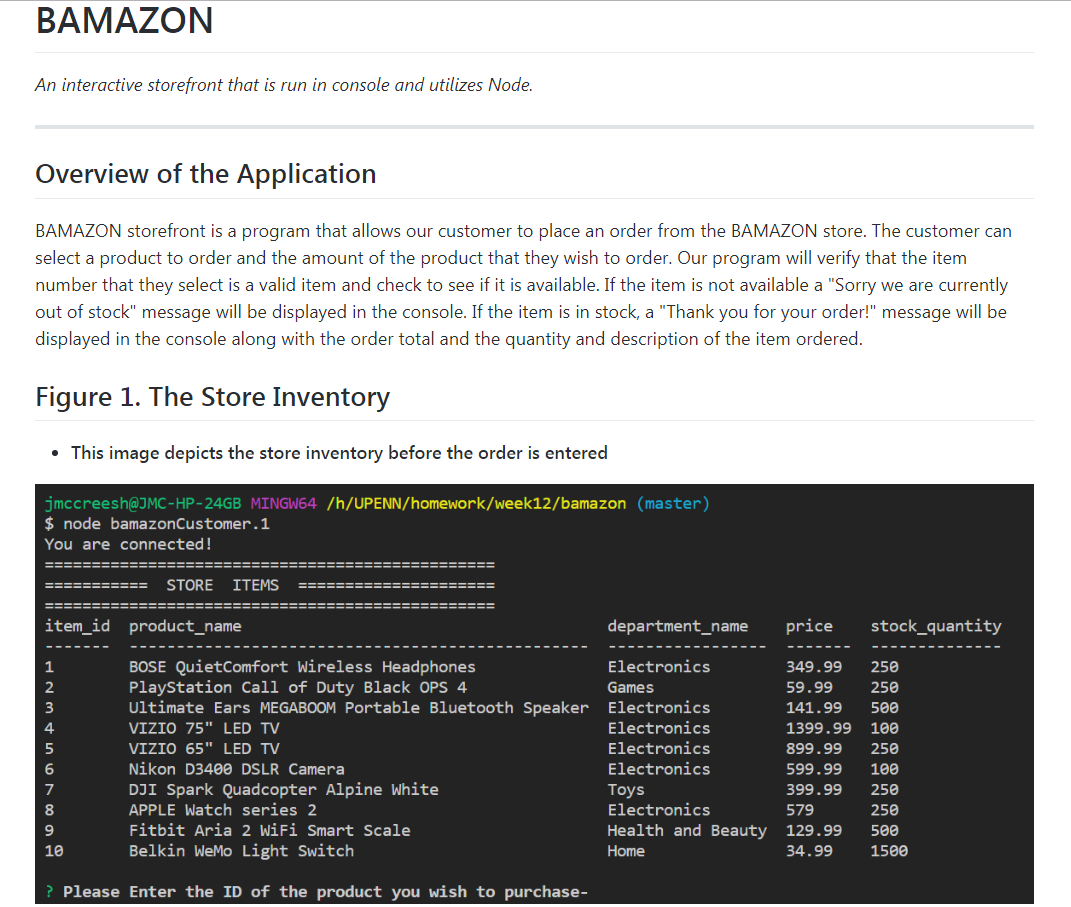 BAMAZON
An interactive storefront that is run in console and utilizes Node.
Overview of the Application
BAMAZON storefront is a program that allows our customer to place an order from the BAMAZON store. The customer can
select a product to order and the amount of the product that they wish to order. Our program will verify that the item
number that they select is a valid item and check to see if it is available. If the item is not available a "Sorry we are currently
out of stock" message will be displayed in the console. If the item is in stock, a "Thank you for your order!" message will be
displayed in the console along with the order total and the quantity and description of the item ordered.
Figure 1. The Store Inventory
• This image depicts the store inventory before the order is entered
jmccreesh@JMC-HP-24GB MINGW64 /h/UPENN/homework/week12/bamazon (master)
$ node bamazonCustomer.1
You are connected!
================================================
=========== STORE ITEMS =====================
================================================
item_id product_name department_name price stock_quantity
------- ------------------------------------------------- ----------------- ------- --------------
1 BOSE QuietComfort Wireless Headphones Electronics 349.99 250
2 PlayStation Call of Duty Black OPS 4 Games 59.99 250
3 Ultimate Ears MEGABOOM Portable Bluetooth Speaker Electronics 141.99 500
4 VIZIO 75" LED TV Electronics 1399.99 100
5 VIZIO 65" LED TV Electronics 899.99 250
6 Nikon D3400 DSLR Camera Electronics 599.99 100
7 DJI Spark Quadcopter Alpine White Toys 399.99 250
8 APPLE Watch series 2 Electronics 579 250
9 Fitbit Aria 2 WiFi Smart Scale Health and Beauty 129.99 500
10 Belkin WeMo Light Switch Home 34.99 1500
? Please Enter the ID of the product you wish to purchase-